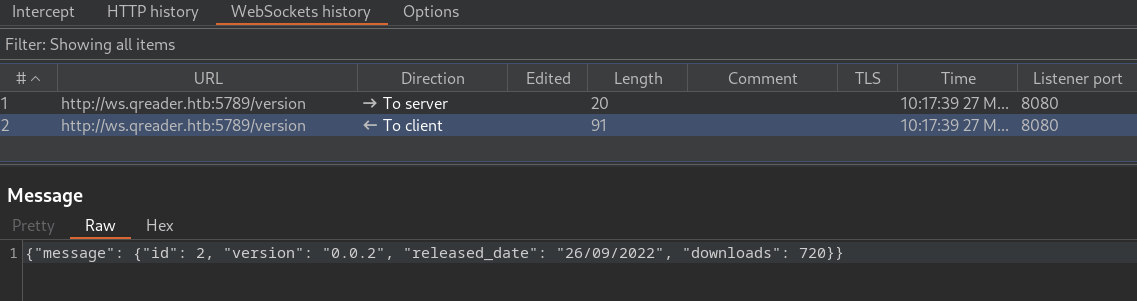 Intercept HTTP history WebSockets history Options
Filter: Showing all items
# URL Direction Edited Length Comment TLS Time Listener port
1 http://ws.qreader.htb:5789/version → To server 20 10:17:39 27 M... 8080
2 http://ws.qreader.htb:5789/version ← To client 91 10:17:39 27 M... 8080
Message
Pretty Raw Hex
1 {"message": {"id": 2, "version": "0.0.2", "released_date": "26/09/2022", "downloads": 720}}